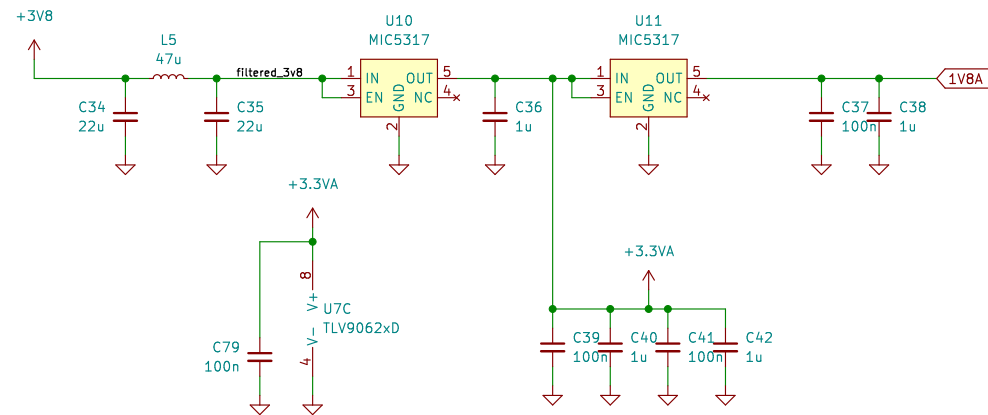 +3V8
L5
47u
filtered_3v8
C34
22u
C35
22u
U10
MIC5317
1 IN OUT 5
3 EN NC 4
GND
2
C36
1u
U11
MIC5317
1 IN OUT 5
3 EN NC 4
GND
2
C37
100n
C38
1u
1V8A
+3.3VA
8
V+
U7C
TLV9062xD
V-
4
C79
100n
+3.3VA
C39
100n
C40
1u
C41
100n
C42
1u